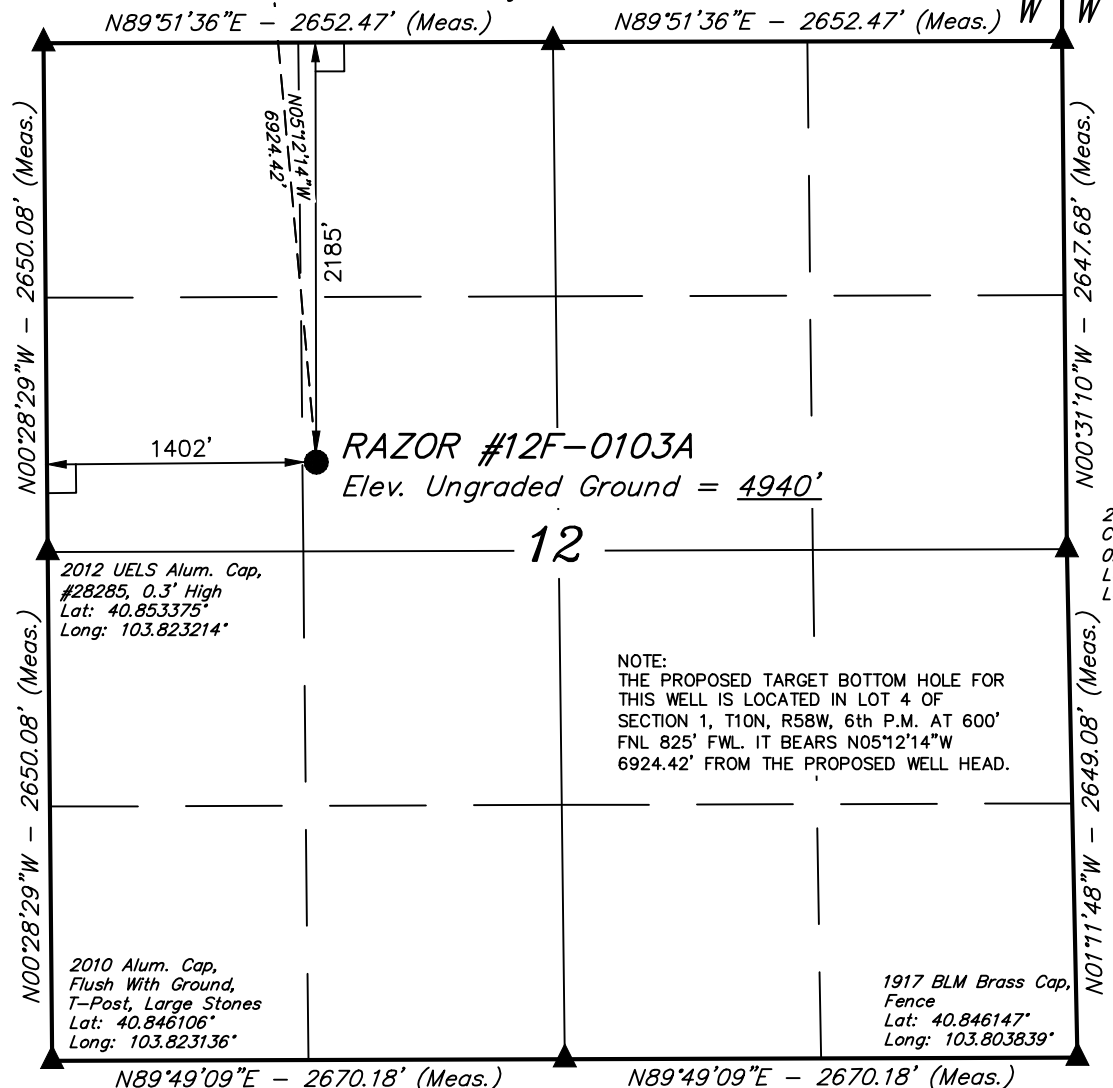 N89°51'36"E - 2652.47' (Meas.)
N89°51'36"E - 2652.47' (Meas.)
W
W
N00°28'29"W - 2650.08' (Meas.)
N05°12'14"W
6924.42'
2185'
N00°31'10"W - 2647.68' (Meas.)
1402'
RAZOR #12F-0103A
Elev. Ungraded Ground = 4940'
12
2012 UELS Alum. Cap,
#28285, 0.3' High
Lat: 40.853375°
Long: 103.823214°
NOTE:
THE PROPOSED TARGET BOTTOM HOLE FOR
THIS WELL IS LOCATED IN LOT 4 OF
SECTION 1, T10N, R58W, 6th P.M. AT 600'
FNL 825' FWL. IT BEARS N05°12'14"W
6924.42' FROM THE PROPOSED WELL HEAD.
N00°28'29"W - 2650.08' (Meas.)
N01°11'48"W - 2649.08' (Meas.)
2010 Alum. Cap,
Flush With Ground,
T-Post, Large Stones
Lat: 40.846106°
Long: 103.823136°
1917 BLM Brass Cap,
Fence
Lat: 40.846147°
Long: 103.803839°
N89°49'09"E - 2670.18' (Meas.)
N89°49'09"E - 2670.18' (Meas.)